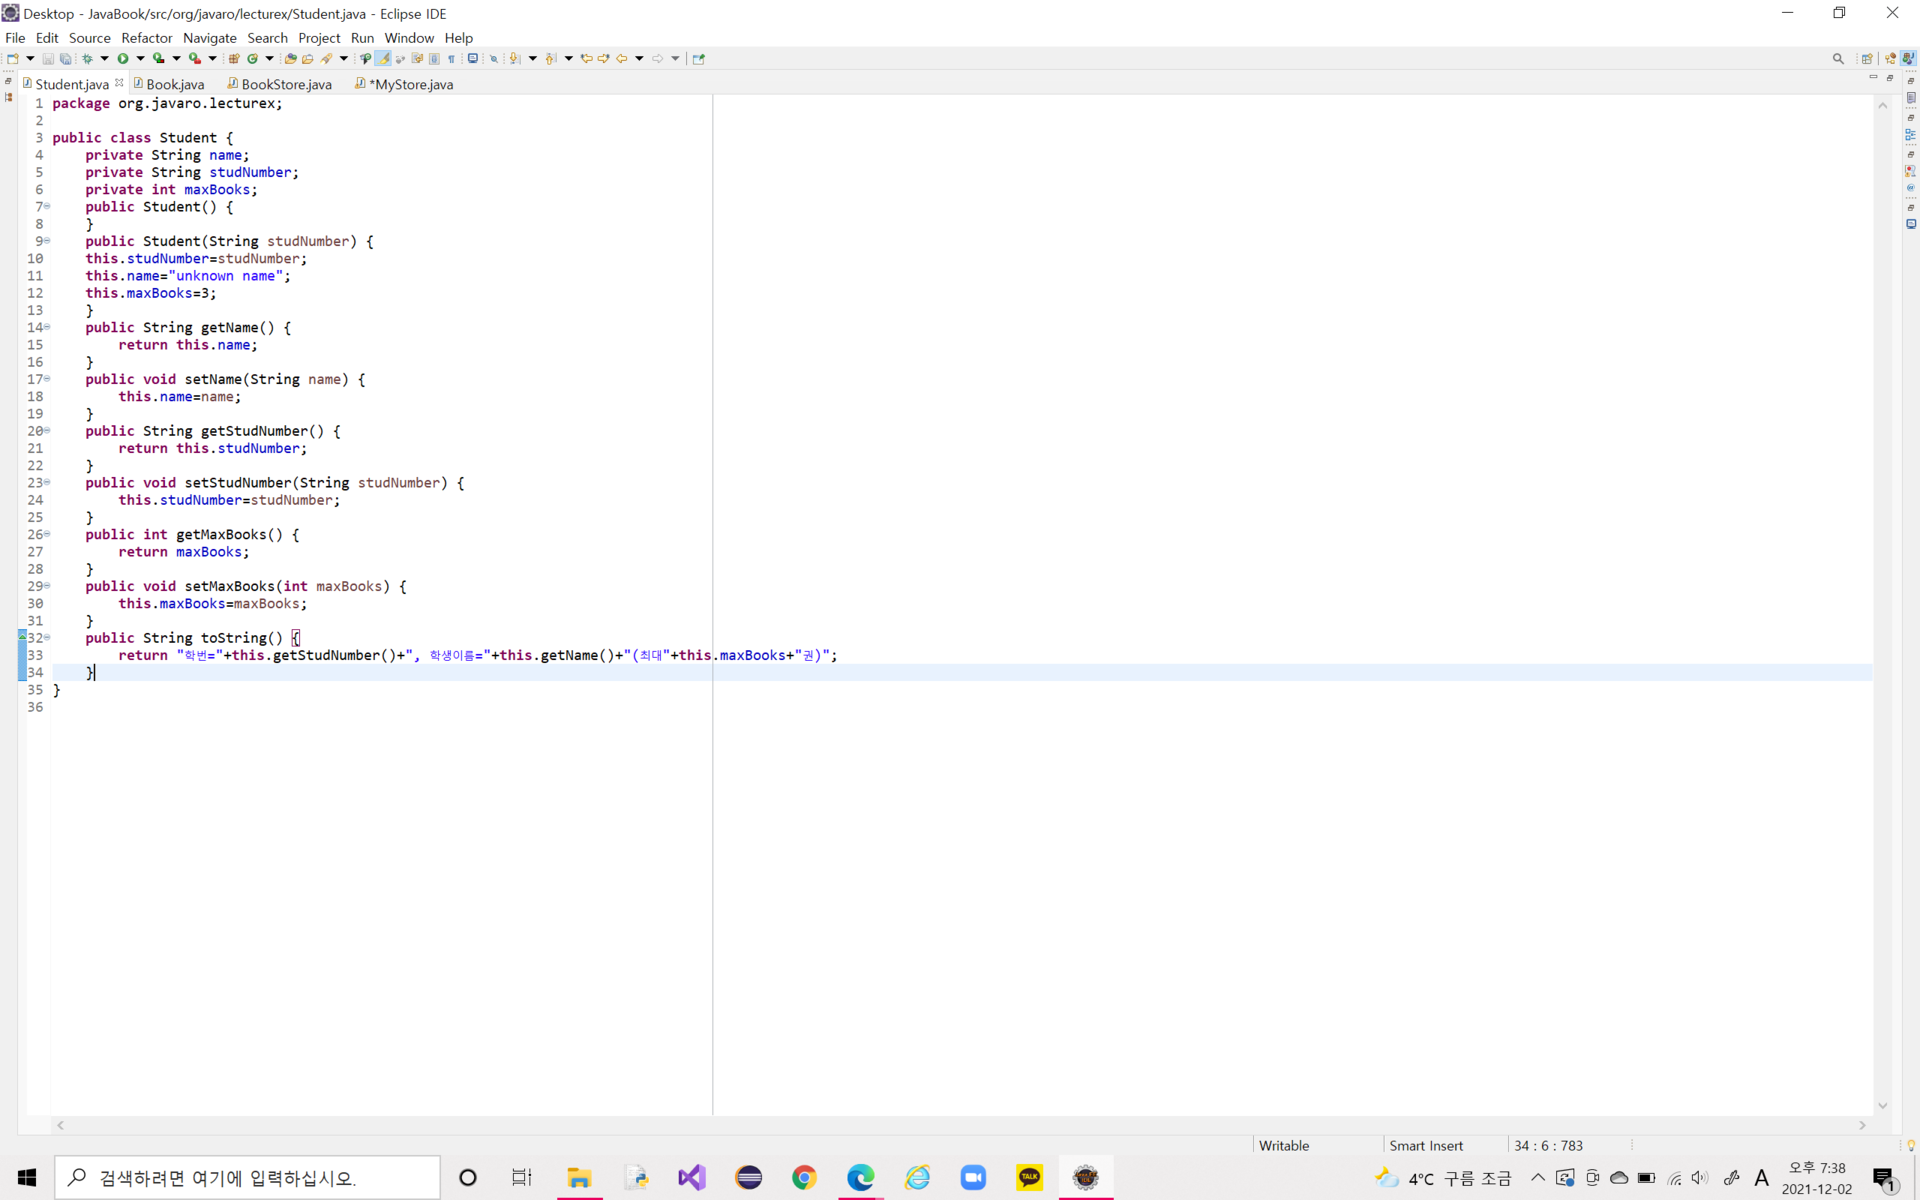 Desktop - JavaBook/src/org/javaro/lecturex/Student.java - Eclipse IDE
File Edit Source Refactor Navigate Search Project Run Window Help
Student.java Book.java BookStore.java *MyStore.java
1 package org.javaro.lecturex;
2
3 public class Student {
4     private String name;
5     private String studNumber;
6     private int maxBooks;
7     public Student() {
8     }
9     public Student(String studNumber) {
10     this.studNumber=studNumber;
11     this.name="unknown name";
12     this.maxBooks=3;
13     }
14     public String getName() {
15         return this.name;
16     }
17     public void setName(String name) {
18         this.name=name;
19     }
20     public String getStudNumber() {
21         return this.studNumber;
22     }
23     public void setStudNumber(String studNumber) {
24         this.studNumber=studNumber;
25     }
26     public int getMaxBooks() {
27         return maxBooks;
28     }
29     public void setMaxBooks(int maxBooks) {
30         this.maxBooks=maxBooks;
31     }
32     public String toString() {
33         return "학번="+this.getStudNumber()+", 학생이름="+this.getName()+"(최대"+this.maxBooks+"권)";
34     }
35 }
36
Writable Smart Insert 34 : 6 : 783
검색하려면 여기에 입력하십시오.
TALK
4°C 구름 조금
A
오후 7:38
2021-12-02
1